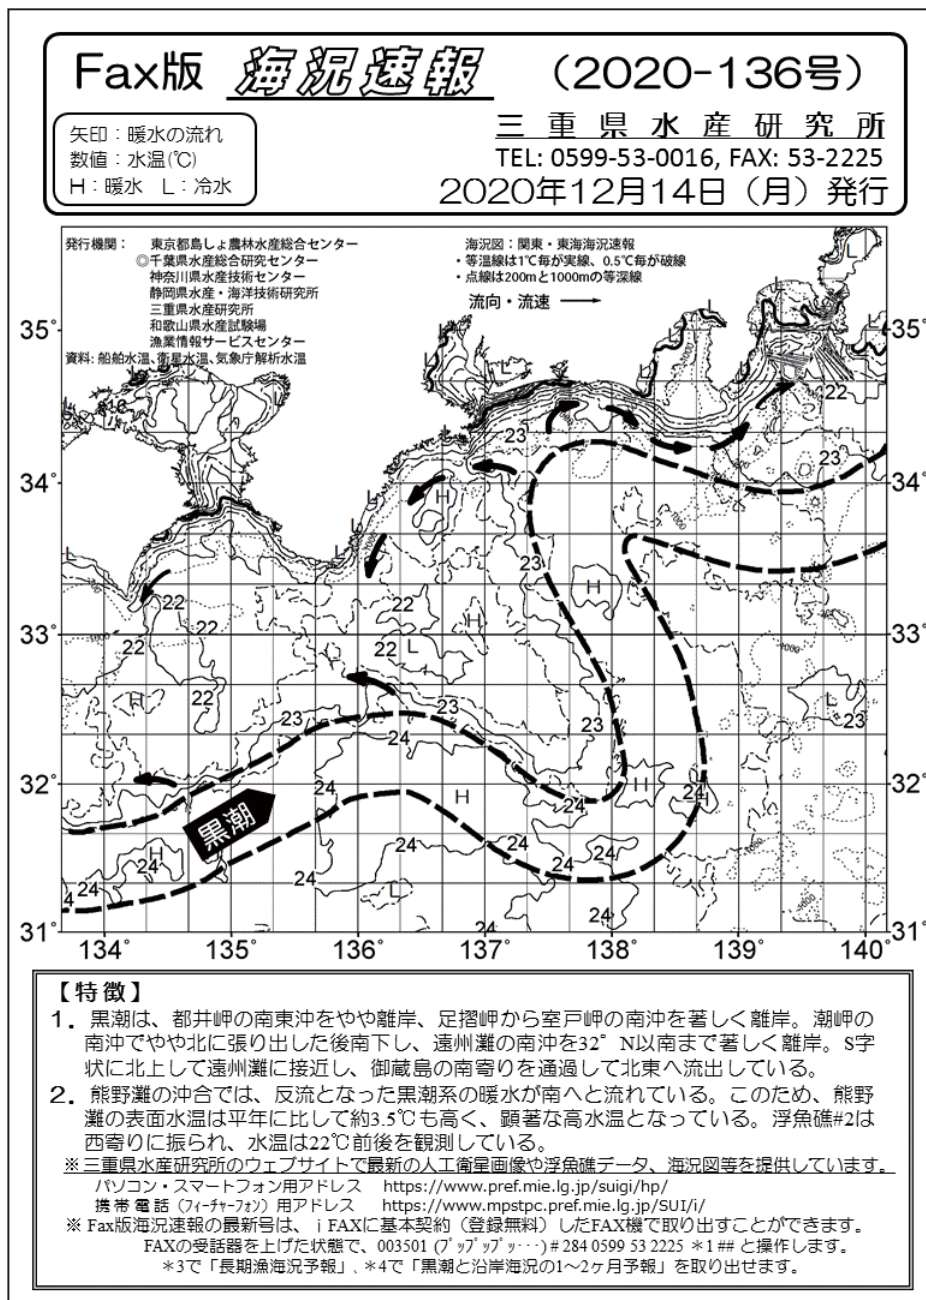 Fax版 海況速報 （2020-136号）
矢印：暖水の流れ
数値：水温(℃)
H：暖水 L：冷水
三重県水産研究所
TEL: 0599-53-0016, FAX: 53-2225
2020年12月14日（月）発行
発行機関： 東京都島しょ農林水産総合センター
◎千葉県水産総合研究センター
神奈川県水産技術センター
静岡県水産・海洋技術研究所
三重県水産研究所
和歌山県水産試験場
漁業情報サービスセンター
資料: 船舶水温、衛星水温、気象庁解析水温
海況図：関東・東海海況速報
・等温線は1℃毎が実線、0.5℃毎が破線
・点線は200mと1000mの等深線
流向・流速
35° 35°
34° 34°
33° 33°
32° 32°
31° 31°
134 135 136 137 138 139 140
黒潮
【特徴】
1．黒潮は、都井岬の南東沖をやや離岸、足摺岬から室戸岬の南沖を著しく離岸。潮岬の
南沖でやや北に張り出した後南下し、遠州灘の南沖を32°N以南まで著しく離岸。S字
状に北上して遠州灘に接近し、御蔵島の南寄りを通過して北東へ流出している。
2．熊野灘の沖合では、反流となった黒潮系の暖水が南へと流れている。このため、熊野
灘の表面水温は平年に比して約3.5℃も高く、顕著な高水温となっている。浮魚礁#2は
西寄りに振られ、水温は22℃前後を観測している。
※三重県水産研究所のウェブサイトで最新の人工衛星画像や浮魚礁データ、海況図等を提供しています。
パソコン・スマートフォン用アドレス https://www.pref.mie.lg.jp/suigi/hp/
携帯電話（フィーチャーフォン）用アドレス https://www.mpstpc.pref.mie.lg.jp/SUI/i/
※ Fax版海況速報の最新号は、ｉFAXに基本契約（登録無料）したFAX機で取り出すことができます。
FAXの受話器を上げた状態で、003501 (ﾌﾟｯﾌﾟｯﾌﾟｯ･･･) # 284 0599 53 2225 ＊1 ## と操作します。
＊3で「長期漁海況予報」、＊4で「黒潮と沿岸海況の1～2ヶ月予報」を取り出せます。